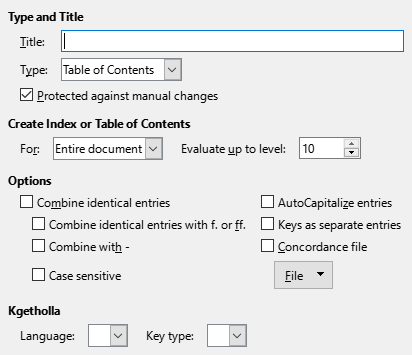 Type and Title
Title:
Type: Table of Contents
Protected against manual changes
Create Index or Table of Contents
For: Entire document Evaluate up to level: 10
Options
Combine identical entries AutoCapitalize entries
Combine identical entries with f. or ff. Keys as separate entries
Combine with - Concordance file
Case sensitive File
Kgetholla
Language: Key type: